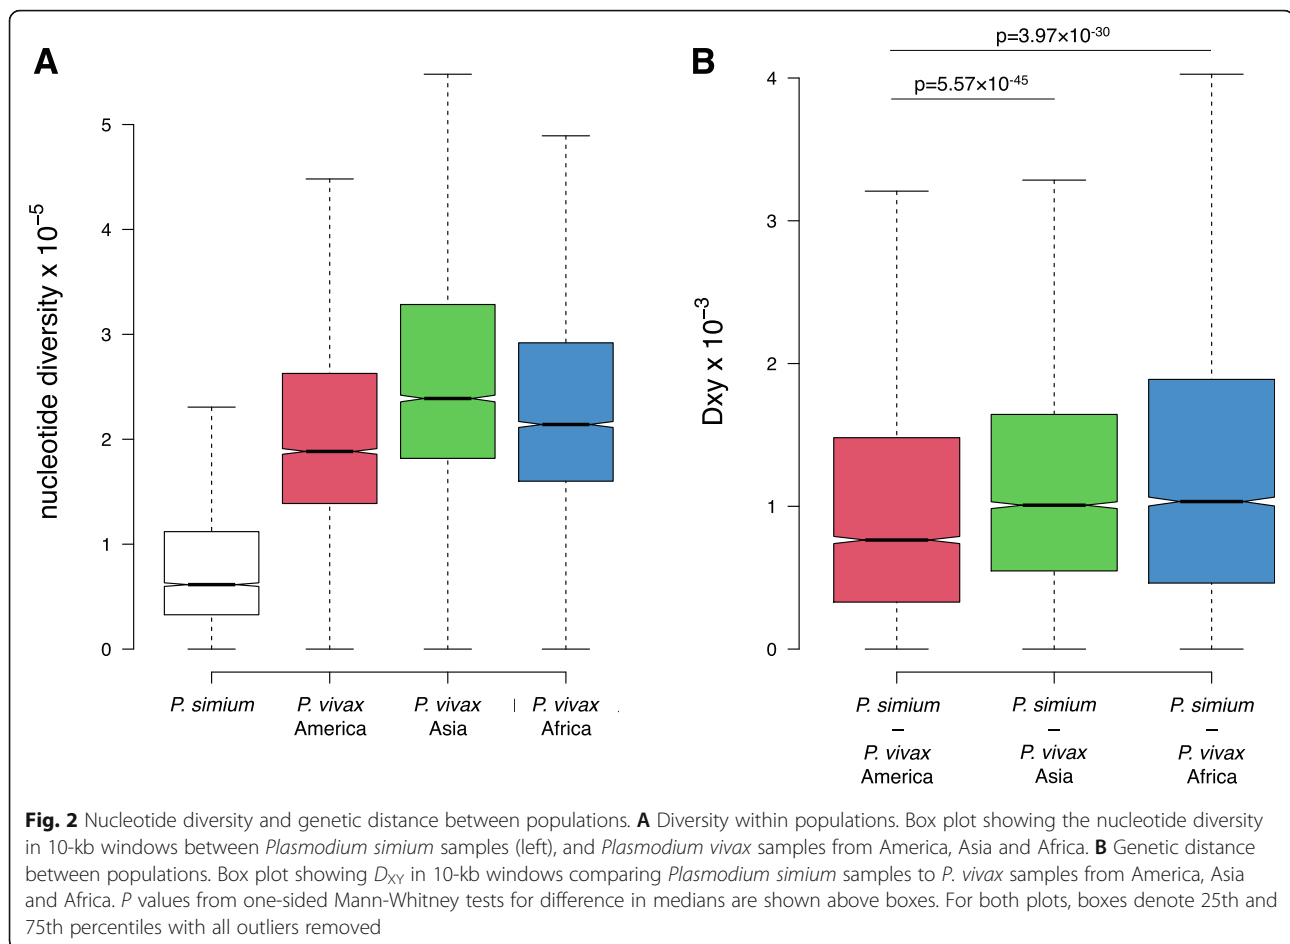 A
nucleotide diversity x 10⁻⁵
5
4
3
2
1
0
P. simium
P. vivax
America
P. vivax
Asia
P. vivax
Africa
B
p=3.97×10⁻³⁰
p=5.57×10⁻⁴⁵
Dxy x 10⁻³
4
3
2
1
0
P. simium
–
P. vivax
America
P. simium
–
P. vivax
Asia
P. simium
–
P. vivax
Africa
Fig. 2 Nucleotide diversity and genetic distance between populations. A Diversity within populations. Box plot showing the nucleotide diversity
in 10-kb windows between Plasmodium simium samples (left), and Plasmodium vivax samples from America, Asia and Africa. B Genetic distance
between populations. Box plot showing D_XY in 10-kb windows comparing Plasmodium simium samples to P. vivax samples from America, Asia
and Africa. P values from one-sided Mann-Whitney tests for difference in medians are shown above boxes. For both plots, boxes denote 25th and
75th percentiles with all outliers removed